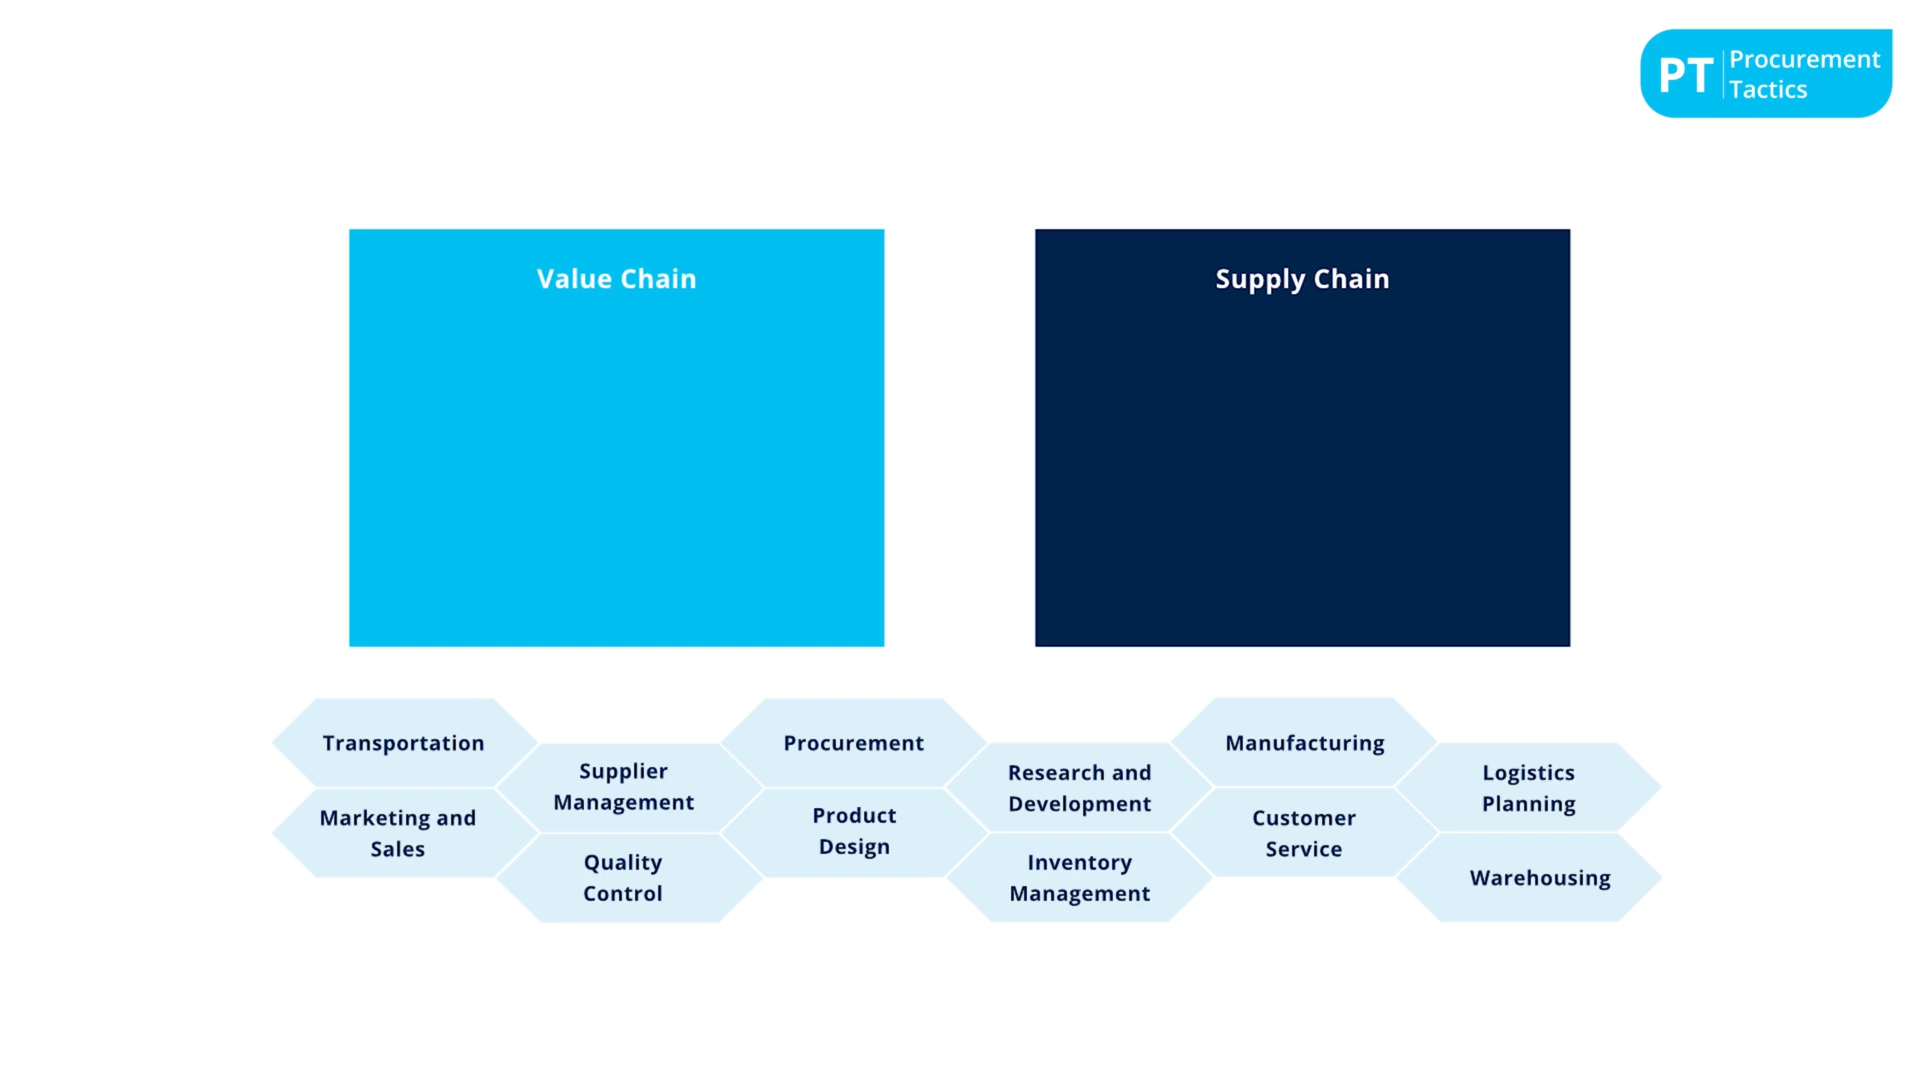 PT
Procurement
Tactics
Value Chain
Supply Chain
Transportation
Supplier
Management
Procurement
Research and
Development
Manufacturing
Logistics
Planning
Marketing and
Sales
Quality
Control
Product
Design
Inventory
Management
Customer
Service
Warehousing